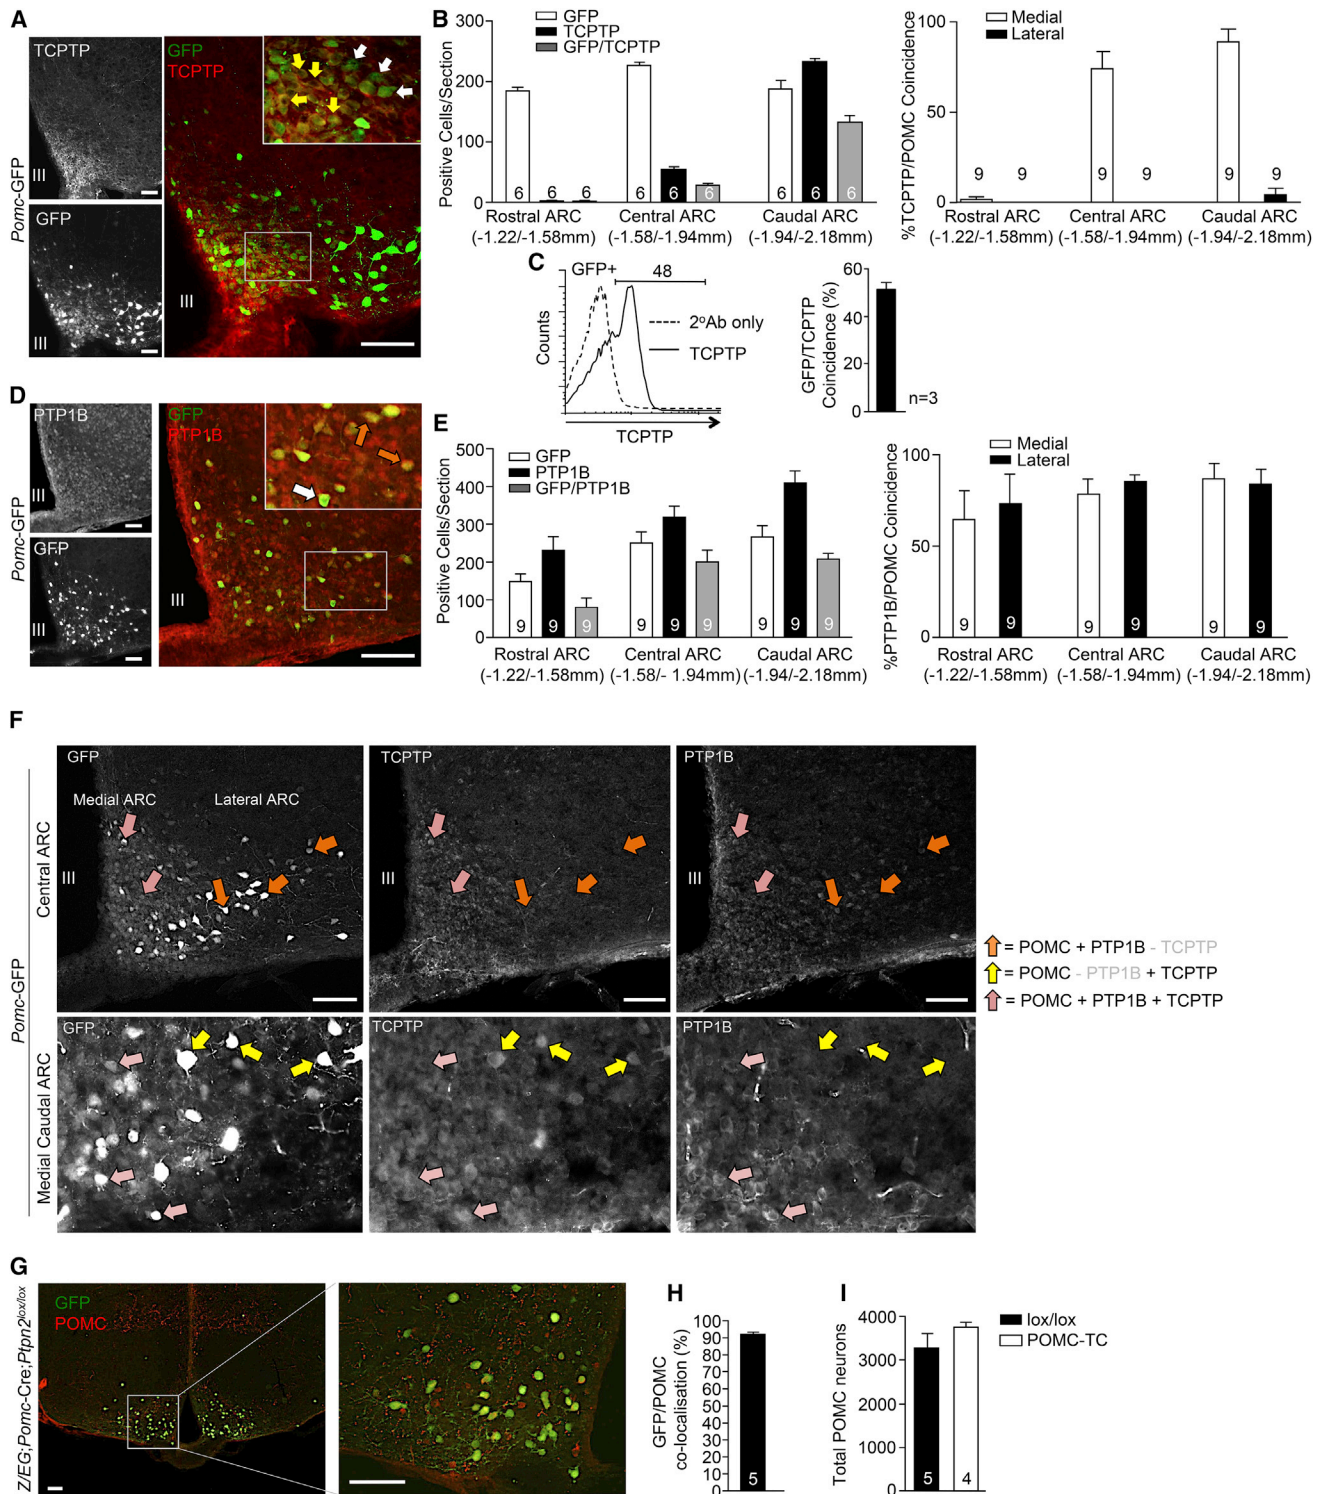 A
Pomc-GFP
TCPTP
III
GFP
III
GFP
TCPTP
III
B
Positive Cells/Section
300
200
100
0
GFP
TCPTP
GFP/TCPTP
6 6 6 6 6 6 6 6 6
Rostral ARC Central ARC Caudal ARC
(-1.22/-1.58mm) (-1.58/-1.94mm) (-1.94/-2.18mm)
%TCPTP/POMC Coincidence
100
50
0
Medial
Lateral
9 9 9 9 9 9
Rostral ARC Central ARC Caudal ARC
(-1.22/-1.58mm) (-1.58/-1.94mm) (-1.94/-2.18mm)
C
GFP+ 48
Counts
2ºAb only
TCPTP
TCPTP
GFP/TCPTP
Coincidence (%)
60
40
20
0
n=3
D
Pomc-GFP
PTP1B
III
GFP
III
GFP
PTP1B
III
E
Positive Cells/Section
500
400
300
200
100
0
GFP
PTP1B
GFP/PTP1B
9 9 9 9 9 9 9 9 9
Rostral ARC Central ARC Caudal ARC
(-1.22/-1.58mm) (-1.58/- 1.94mm) (-1.94/-2.18mm)
%PTP1B/POMC Coincidence
100
50
0
Medial
Lateral
9 9 9 9 9 9
Rostral ARC Central ARC Caudal ARC
(-1.22/-1.58mm) (-1.58/-1.94mm) (-1.94/-2.18mm)
F
Pomc-GFP
Central ARC
GFP
Medial ARC Lateral ARC
III
TCPTP
III
PTP1B
III
Medial Caudal ARC
GFP
TCPTP
PTP1B
= POMC + PTP1B - TCPTP
= POMC - PTP1B + TCPTP
= POMC + PTP1B + TCPTP
G
Z/EG;Pomc-Cre;Ptpn2lox/lox
GFP
POMC
H
GFP/POMC
co-localisation (%)
100
90
80
70
60
50
40
30
20
10
0
5
I
Total POMC neurons
4000
3000
2000
1000
0
5 4
lox/lox
POMC-TC